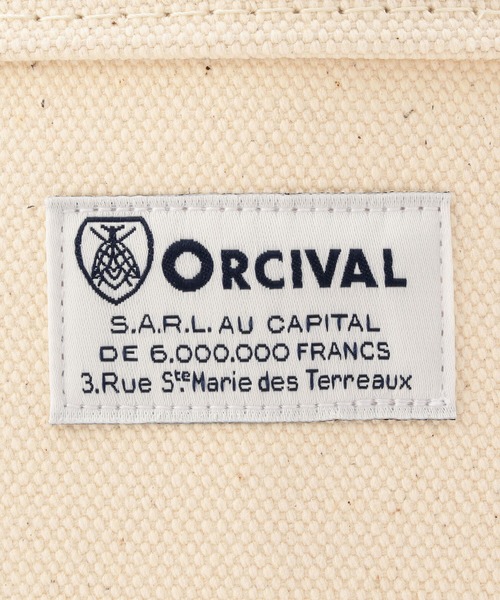 ORCIVAL
S.A.R.L. AU CAPITAL
DE 6.000.000 FRANCS
3.Rue Ste. Marie des Terreaux